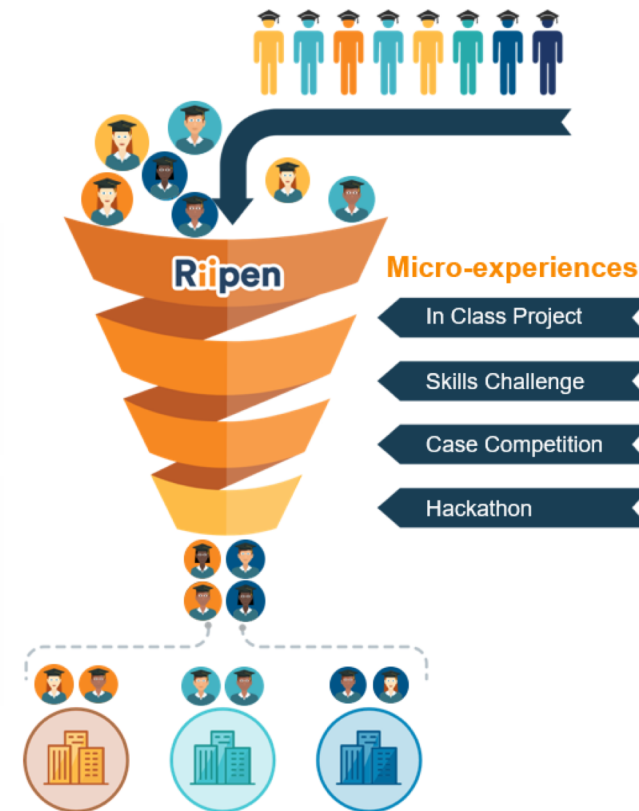 Riipen
Micro-experiences
In Class Project
Skills Challenge
Case Competition
Hackathon